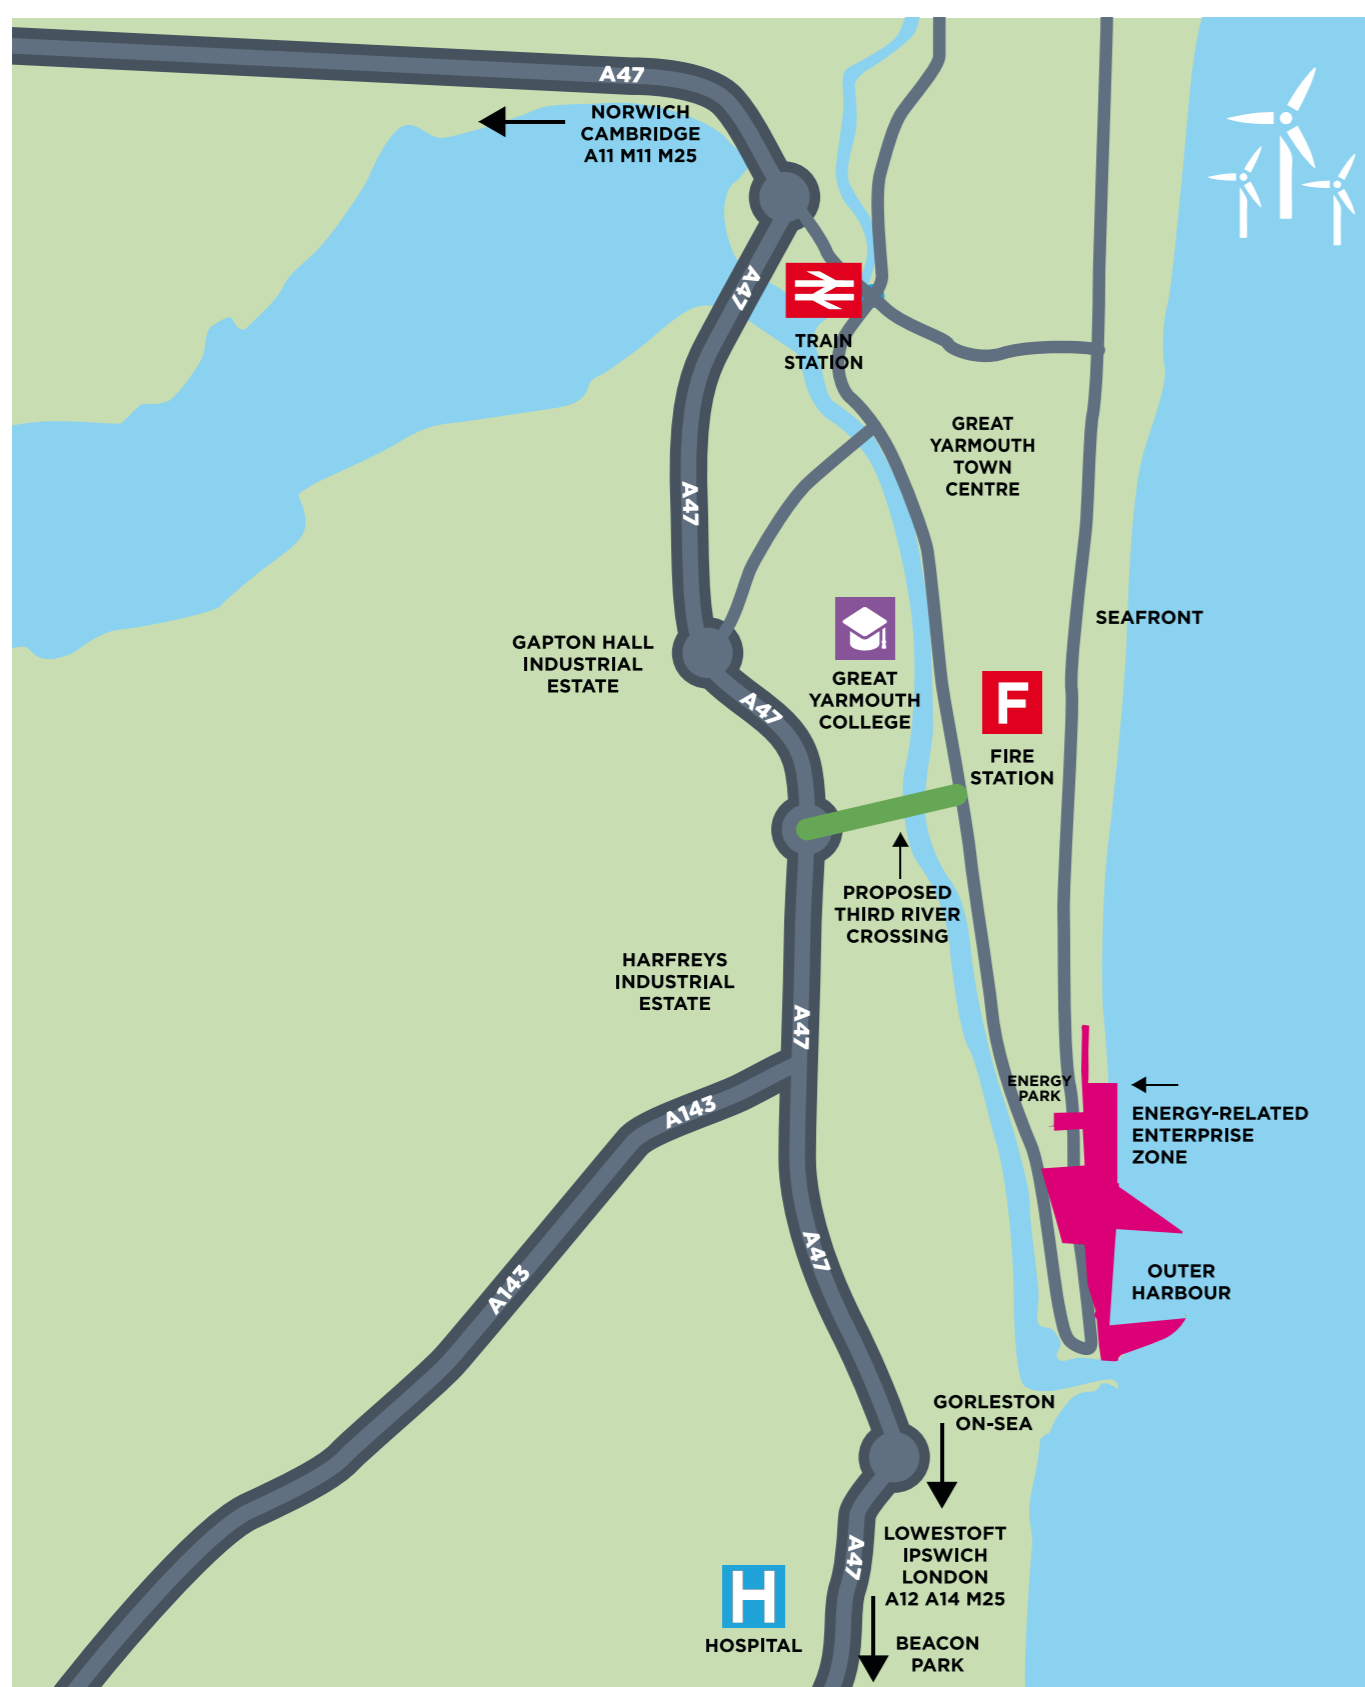 A47
NORWICH
CAMBRIDGE
A11 M11 M25
A47
TRAIN
STATION
GREAT
YARMOUTH
TOWN
CENTRE
A47
SEAFRONT
GAPTON HALL
INDUSTRIAL
ESTATE
GREAT
YARMOUTH
COLLEGE
A47
F
FIRE
STATION
PROPOSED
THIRD RIVER
CROSSING
HARFREYS
INDUSTRIAL
ESTATE
A47
ENERGY
PARK
A143
ENERGY-RELATED
ENTERPRISE
ZONE
A47
A143
OUTER
HARBOUR
GORLESTON
ON-SEA
LOWESTOFT
IPSWICH
LONDON
A12 A14 M25
A47
H
HOSPITAL
BEACON
PARK